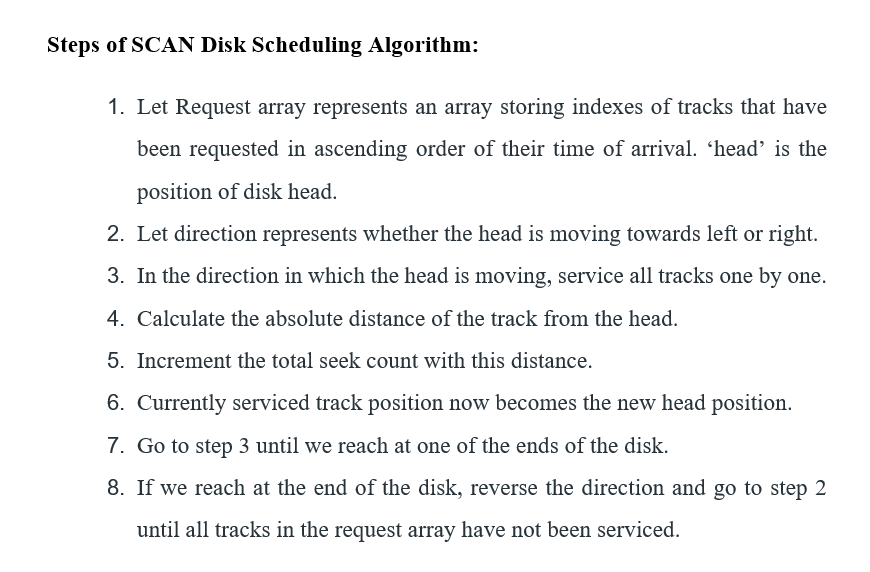 Steps of SCAN Disk Scheduling Algorithm:
1. Let Request array represents an array storing indexes of tracks that have
been requested in ascending order of their time of arrival. ‘head’ is the
position of disk head.
2. Let direction represents whether the head is moving towards left or right.
3. In the direction in which the head is moving, service all tracks one by one.
4. Calculate the absolute distance of the track from the head.
5. Increment the total seek count with this distance.
6. Currently serviced track position now becomes the new head position.
7. Go to step 3 until we reach at one of the ends of the disk.
8. If we reach at the end of the disk, reverse the direction and go to step 2
until all tracks in the request array have not been serviced.